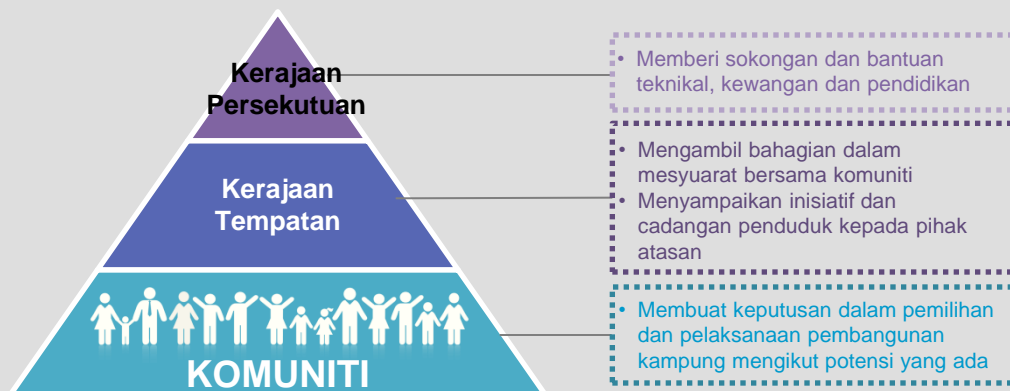 Kerajaan
Persekutuan
• Memberi sokongan dan bantuan
teknikal, kewangan dan pendidikan
Kerajaan
Tempatan
• Mengambil bahagian dalam
mesyuarat bersama komuniti
• Menyampaikan inisiatif dan
cadangan penduduk kepada pihak
atasan
KOMUNITI
• Membuat keputusan dalam pemilihan
dan pelaksanaan pembangunan
kampung mengikut potensi yang ada